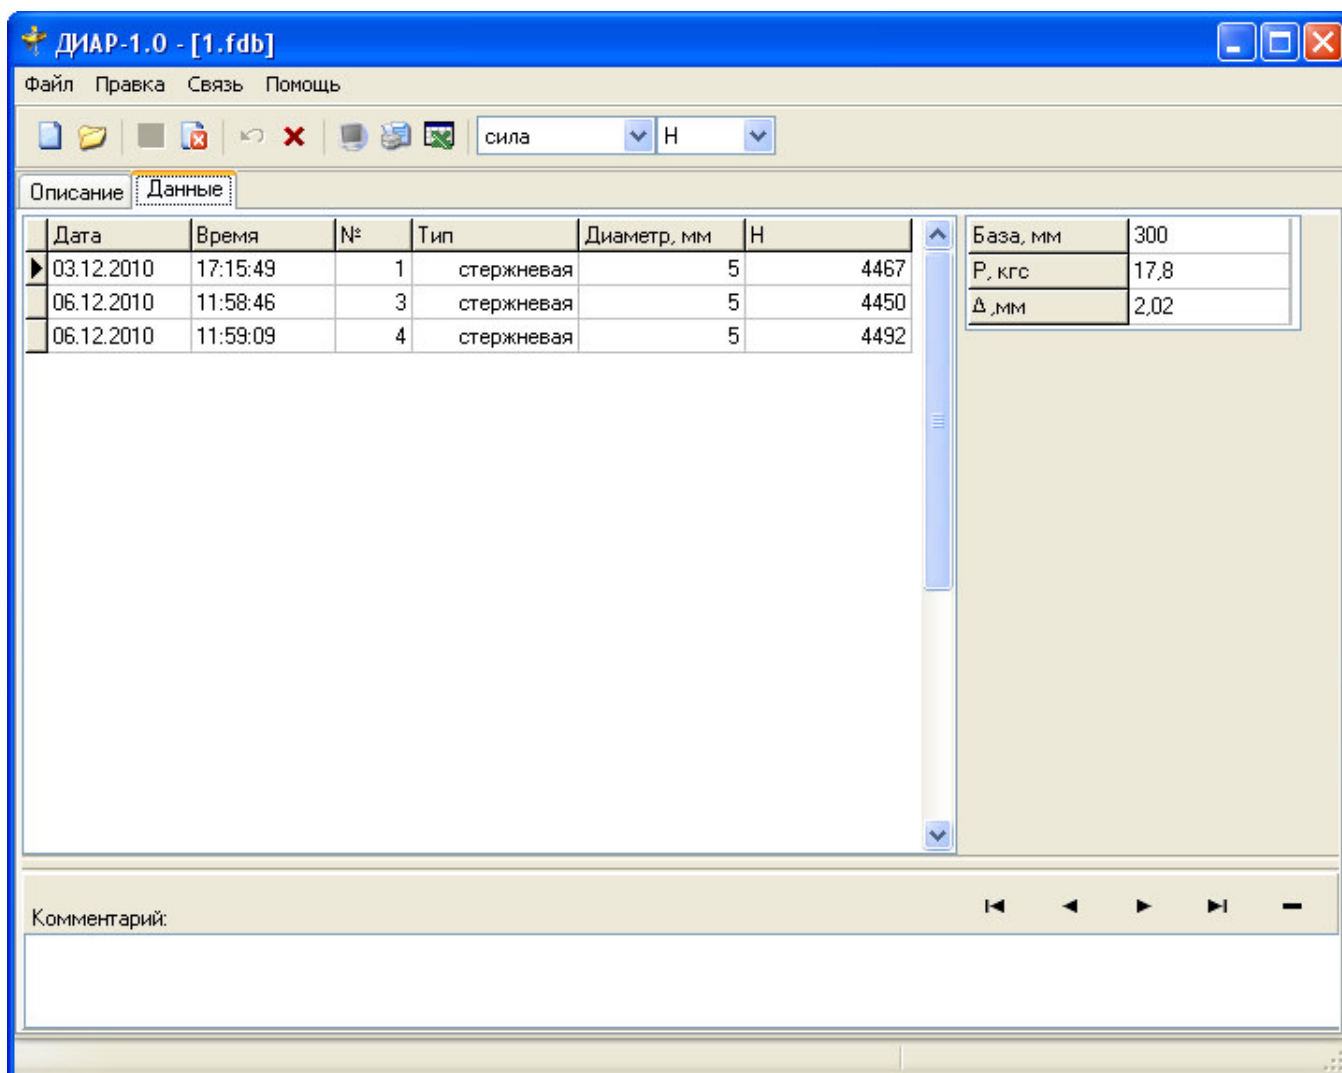 ДИАР-1.0 - [1.fdb]
Файл Правка Связь Помощь
сила Н
Описание Данные
Дата Время № Тип Диаметр, мм Н
03.12.2010 17:15:49 1 стержневая 5 4467
06.12.2010 11:58:46 3 стержневая 5 4450
06.12.2010 11:59:09 4 стержневая 5 4492
База, мм 300
Р, кгс 17,8
Δ ,мм 2,02
Комментарий: